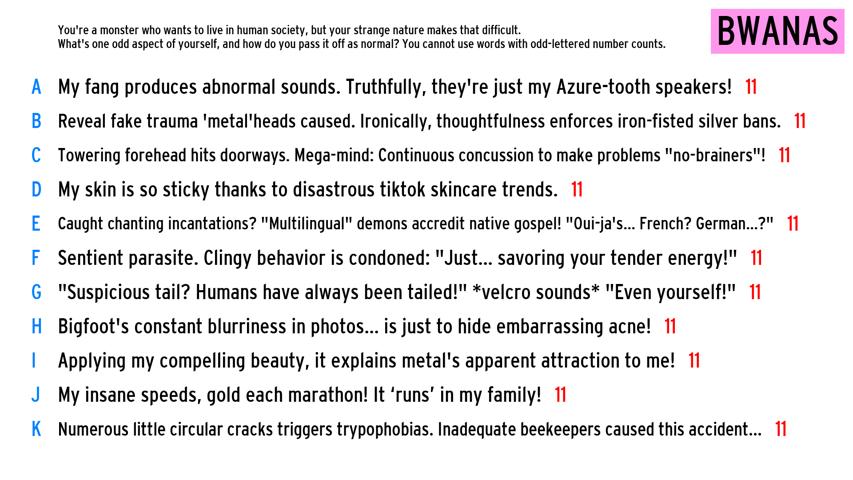 You're a monster who wants to live in human society, but your strange nature makes that difficult.
What's one odd aspect of yourself, and how do you pass it off as normal? You cannot use words with odd-lettered number counts.
BWANAS
A My fang produces abnormal sounds. Truthfully, they're just my Azure-tooth speakers! 11
B Reveal fake trauma 'metal'heads caused. Ironically, thoughtfulness enforces iron-fisted silver bans. 11
C Towering forehead hits doorways. Mega-mind: Continuous concussion to make problems "no-brainers"! 11
D My skin is so sticky thanks to disastrous tiktok skincare trends. 11
E Caught chanting incantations? "Multilingual" demons accredit native gospel! "Oui-ja's... French? German...?" 11
F Sentient parasite. Clingy behavior is condoned: "Just... savoring your tender energy!" 11
G "Suspicious tail? Humans have always been tailed!" *velcro sounds* "Even yourself!" 11
H Bigfoot's constant blurriness in photos... is just to hide embarrassing acne! 11
I Applying my compelling beauty, it explains metal's apparent attraction to me! 11
J My insane speeds, gold each marathon! It ‘runs’ in my family! 11
K Numerous little circular cracks triggers trypophobias. Inadequate beekeepers caused this accident... 11